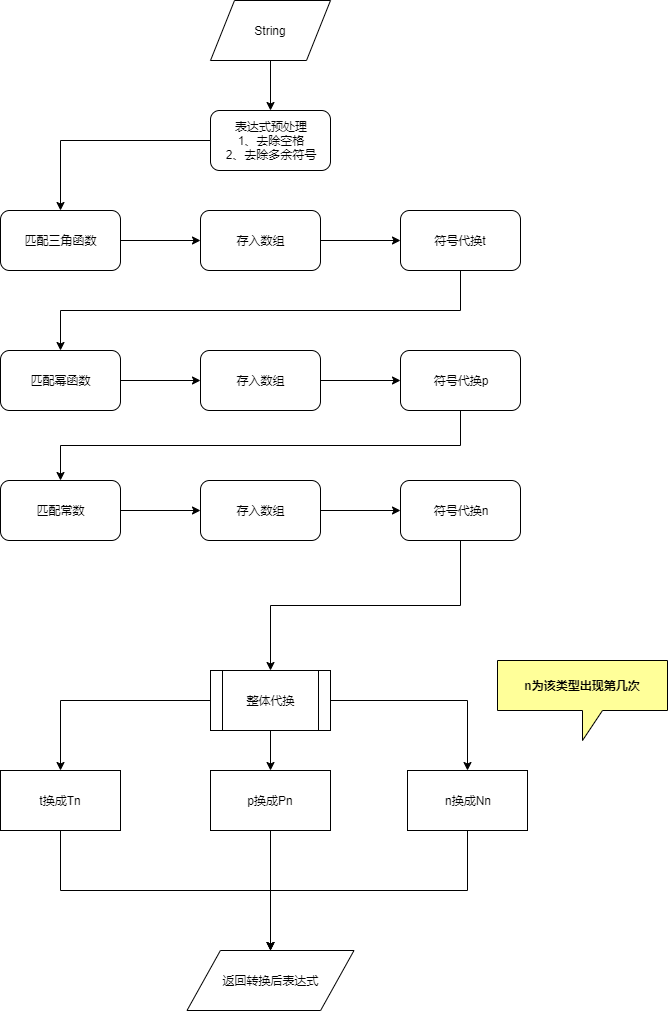 String
表达式预处理
1、去除空格
2、去除多余符号
匹配三角函数
存入数组
符号代换t
匹配幂函数
存入数组
符号代换p
匹配常数
存入数组
符号代换n
整体代换
n为该类型出现第几次
t换成Tn
p换成Pn
n换成Nn
返回转换后表达式